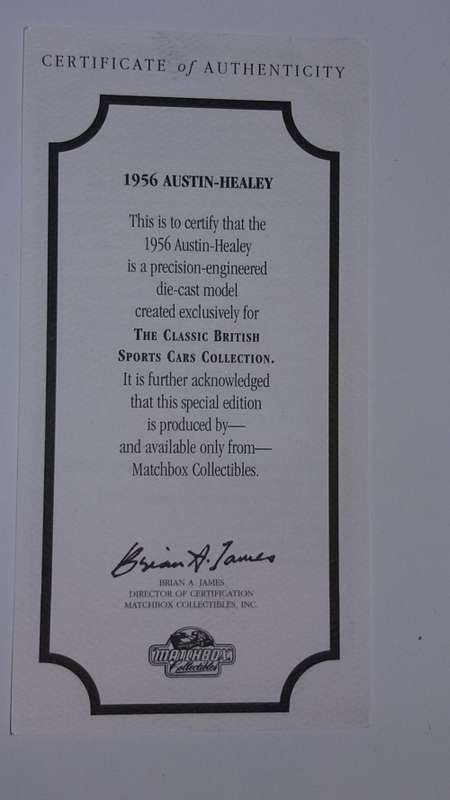 CERTIFICATE of AUTHENTICITY
1956 AUSTIN-HEALEY
This is to certify that the
1956 Austin-Healey
is a precision-engineered
die-cast model
created exclusively for
THE CLASSIC BRITISH
SPORTS CARS COLLECTION.
It is further acknowledged
that this special edition
is produced by—
and available only from—
Matchbox Collectibles.
Brian A. James
BRIAN A. JAMES
DIRECTOR OF CERTIFICATION
MATCHBOX COLLECTIBLES, INC.
MATCHBOX
Collectibles